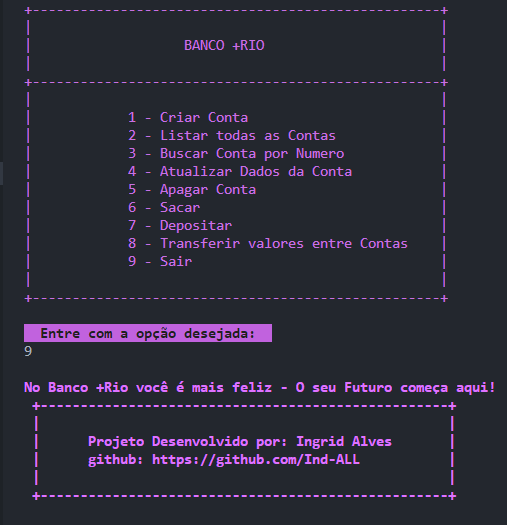 BANCO +RIO
1 - Criar Conta
2 - Listar todas as Contas
3 - Buscar Conta por Numero
4 - Atualizar Dados da Conta
5 - Apagar Conta
6 - Sacar
7 - Depositar
8 - Transferir valores entre Contas
9 - Sair
Entre com a opção desejada:
9
No Banco +Rio você é mais feliz - O seu Futuro começa aqui!
Projeto Desenvolvido por: Ingrid Alves
github: https://github.com/Ind-ALL